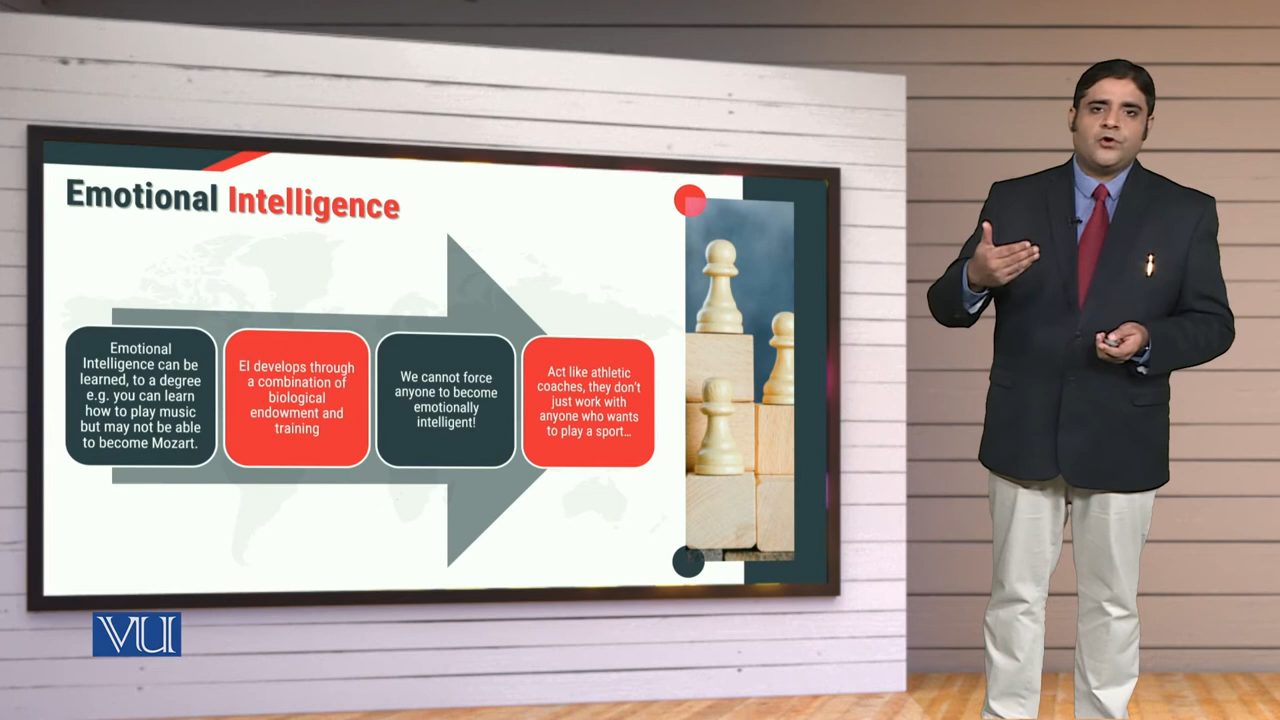 Emotional Intelligence
Emotional
Intelligence can be
learned, to a degree
e.g. you can learn
how to play music
but may not be able
to become Mozart.
EI develops through
a combination of
biological
endowment and
training
We cannot force
anyone to become
emotionally
intelligent!
Act like athletic
coaches, they don't
just work with
anyone who wants
to play a sport...
VU